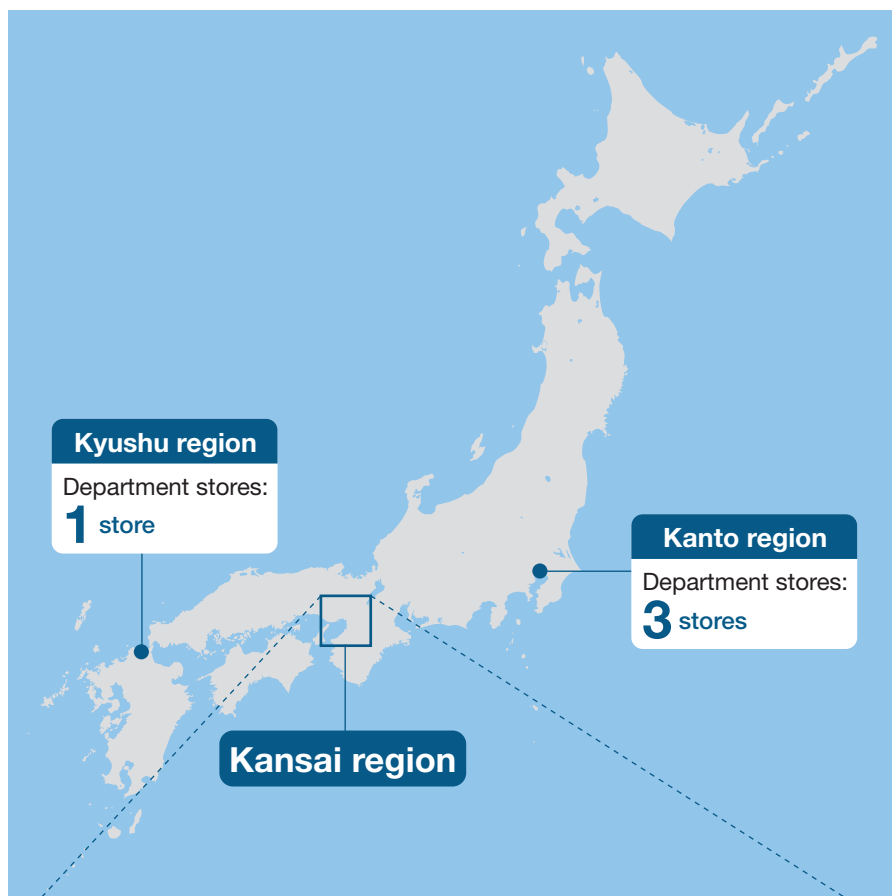 Kyushu region
Department stores:
1 store
Kanto region
Department stores:
3 stores
Kansai region